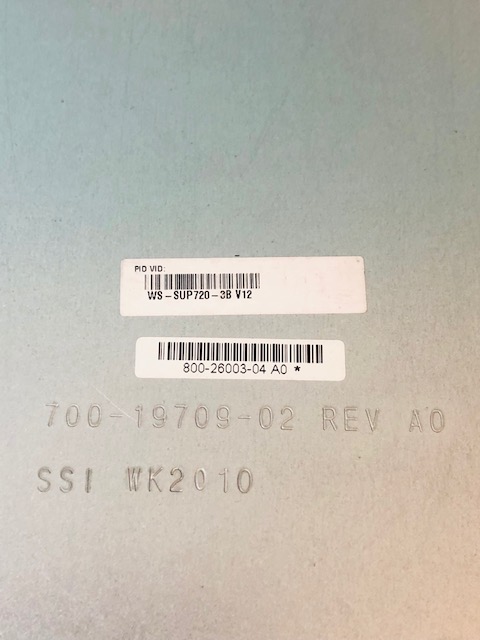 PID VID:
WS-SUP720-3B V12
800-26003-04 A0 *
700-19709-02 REV A0
SSI WK2010